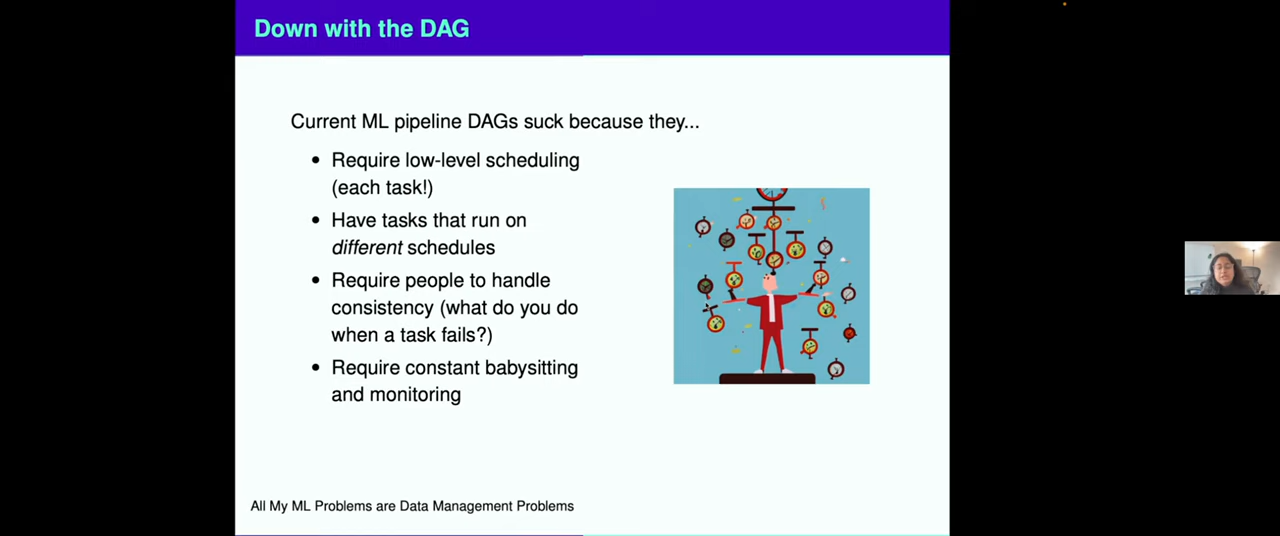 Down with the DAG
Current ML pipeline DAGs suck because they...
• Require low-level scheduling
(each task!)
• Have tasks that run on
different schedules
• Require people to handle
consistency (what do you do
when a task fails?)
• Require constant babysitting
and monitoring
All My ML Problems are Data Management Problems